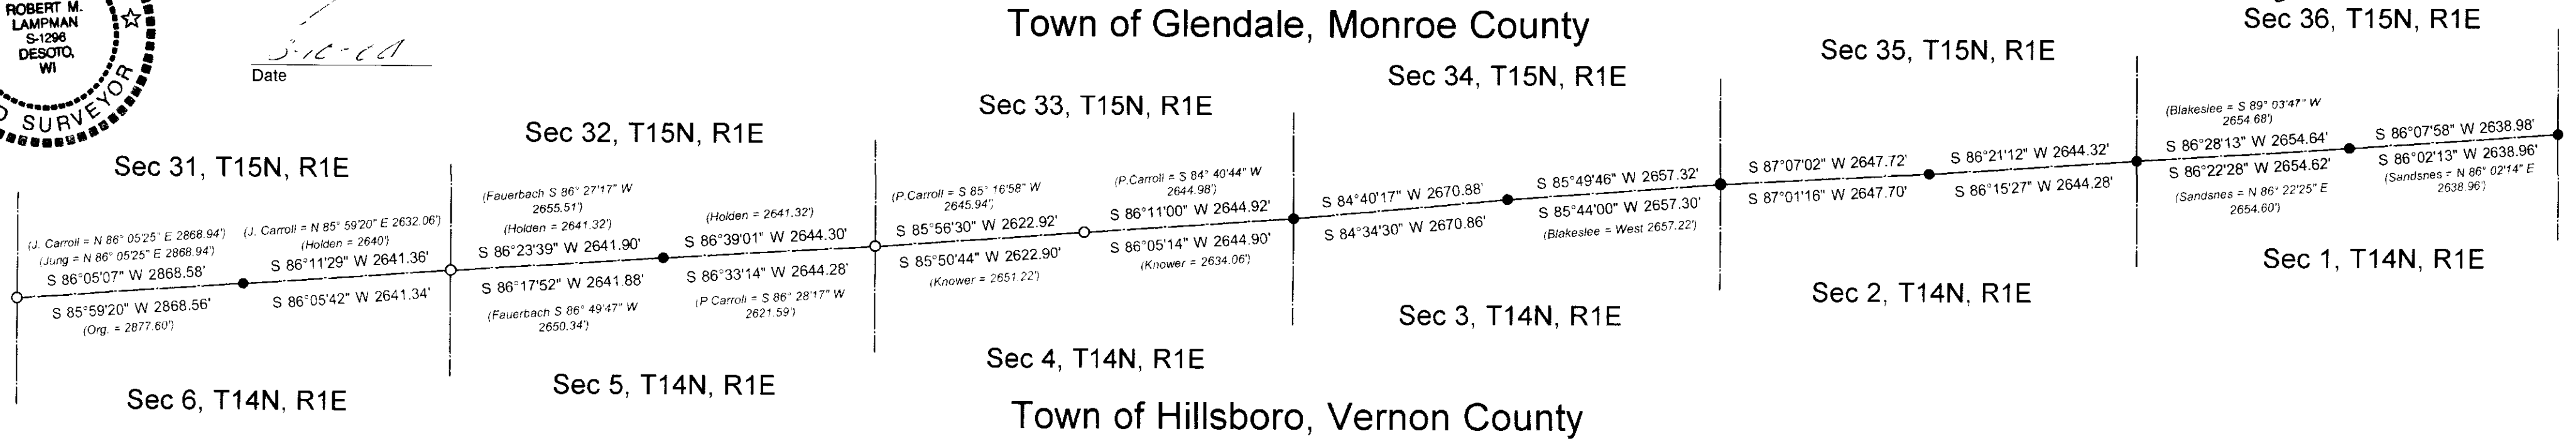 ROBERT M.
LAMPMAN
S-1296
DESOTO,
WI
SURVEYOR
Date
Town of Glendale, Monroe County
Sec 36, T15N, R1E
Sec 35, T15N, R1E
Sec 34, T15N, R1E
Sec 33, T15N, R1E
Sec 32, T15N, R1E
Sec 31, T15N, R1E
(J. Carroll = N 86° 05'25" E 2868.94')
(Jung = N 86° 05'25" E 2868.94')
S 86°05'07" W 2868.58'
S 85°59'20" W 2868.56'
(Org. = 2877.60')
(J. Carroll = N 85° 59'20" E 2632.06')
(Holden = 2640')
S 86°11'29" W 2641.36'
S 86°05'42" W 2641.34'
(Fauerbach S 86° 27'17" W
2655.51')
(Holden = 2641.32')
S 86°23'39" W 2641.90'
S 86°17'52" W 2641.88'
(Fauerbach S 86° 49'47" W
2650.34')
(Holden = 2641.32')
S 86°39'01" W 2644.30'
S 86°33'14" W 2644.28'
(P.Carroll = S 86° 28'17" W
2621.59')
(P.Carroll = S 85° 16'58" W
2645.94')
S 85°56'30" W 2622.92'
S 85°50'44" W 2622.90'
(Knower = 2651.22')
(P.Carroll = S 84° 40'44" W
2644.98')
S 86°11'00" W 2644.92'
S 86°05'14" W 2644.90'
(Knower = 2634.06')
S 84°40'17" W 2670.88'
S 84°34'30" W 2670.86'
S 85°49'46" W 2657.32'
S 85°44'00" W 2657.30'
(Blakeslee = West 2657.22')
S 87°07'02" W 2647.72'
S 87°01'16" W 2647.70'
S 86°21'12" W 2644.32'
S 86°15'27" W 2644.28'
(Blakeslee = S 89° 03'47" W
2654.68')
S 86°28'13" W 2654.64'
S 86°22'28" W 2654.62'
(Sandsnes = N 86° 22'25" E
2654.60')
S 86°07'58" W 2638.98'
S 86°02'13" W 2638.96'
(Sandsnes = N 86° 02'14" E
2638.96')
Sec 1, T14N, R1E
Sec 2, T14N, R1E
Sec 3, T14N, R1E
Sec 4, T14N, R1E
Sec 5, T14N, R1E
Sec 6, T14N, R1E
Town of Hillsboro, Vernon County